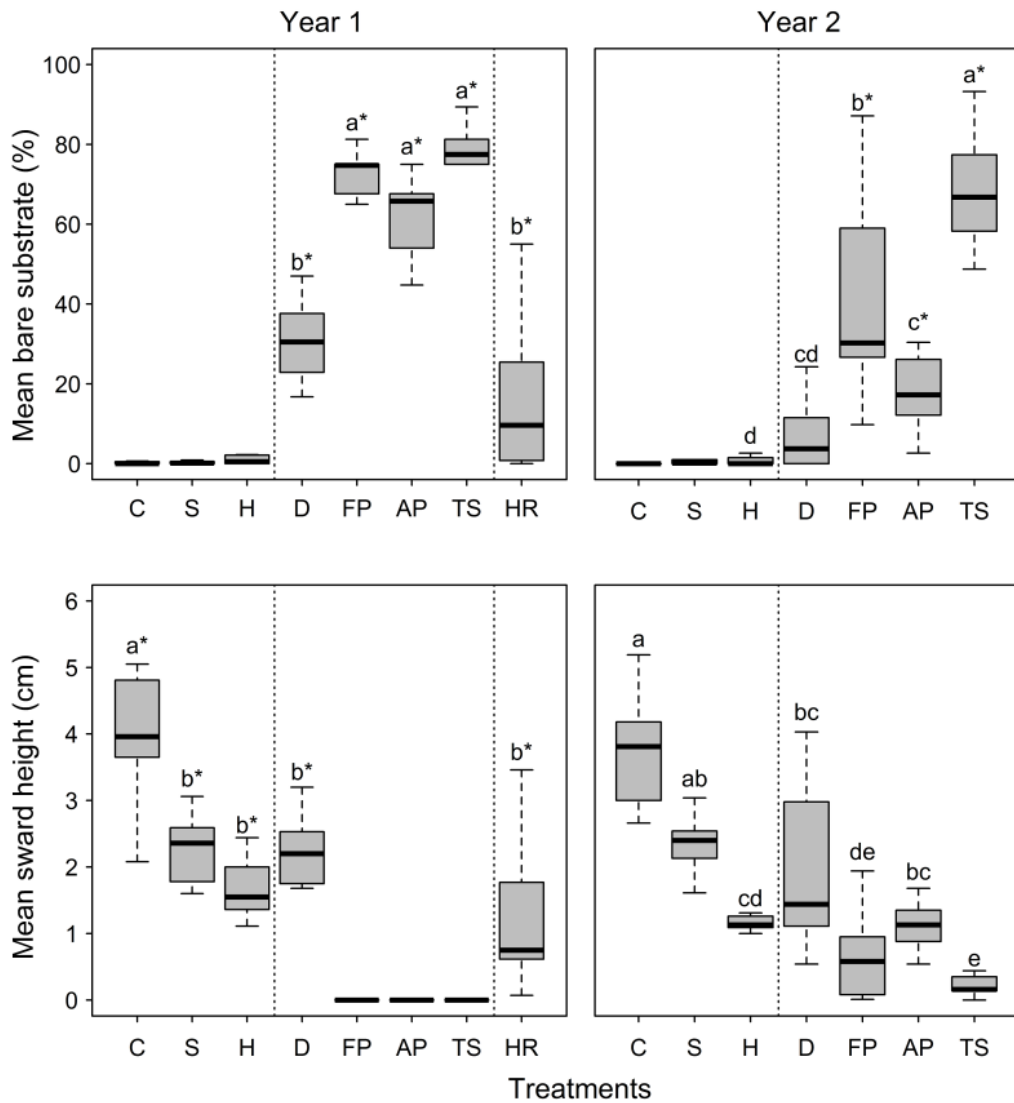 Year 1
Year 2
Mean bare substrate (%)
100
80
60
40
20
0
b*
a*
a*
a*
b*
d
cd
b*
c*
a*
C S H D FP AP TS HR
C S H D FP AP TS
Mean sward height (cm)
6
5
4
3
2
1
0
a*
b*
b*
b*
b*
a
ab
cd
bc
de
bc
e
C S H D FP AP TS HR
C S H D FP AP TS
Treatments